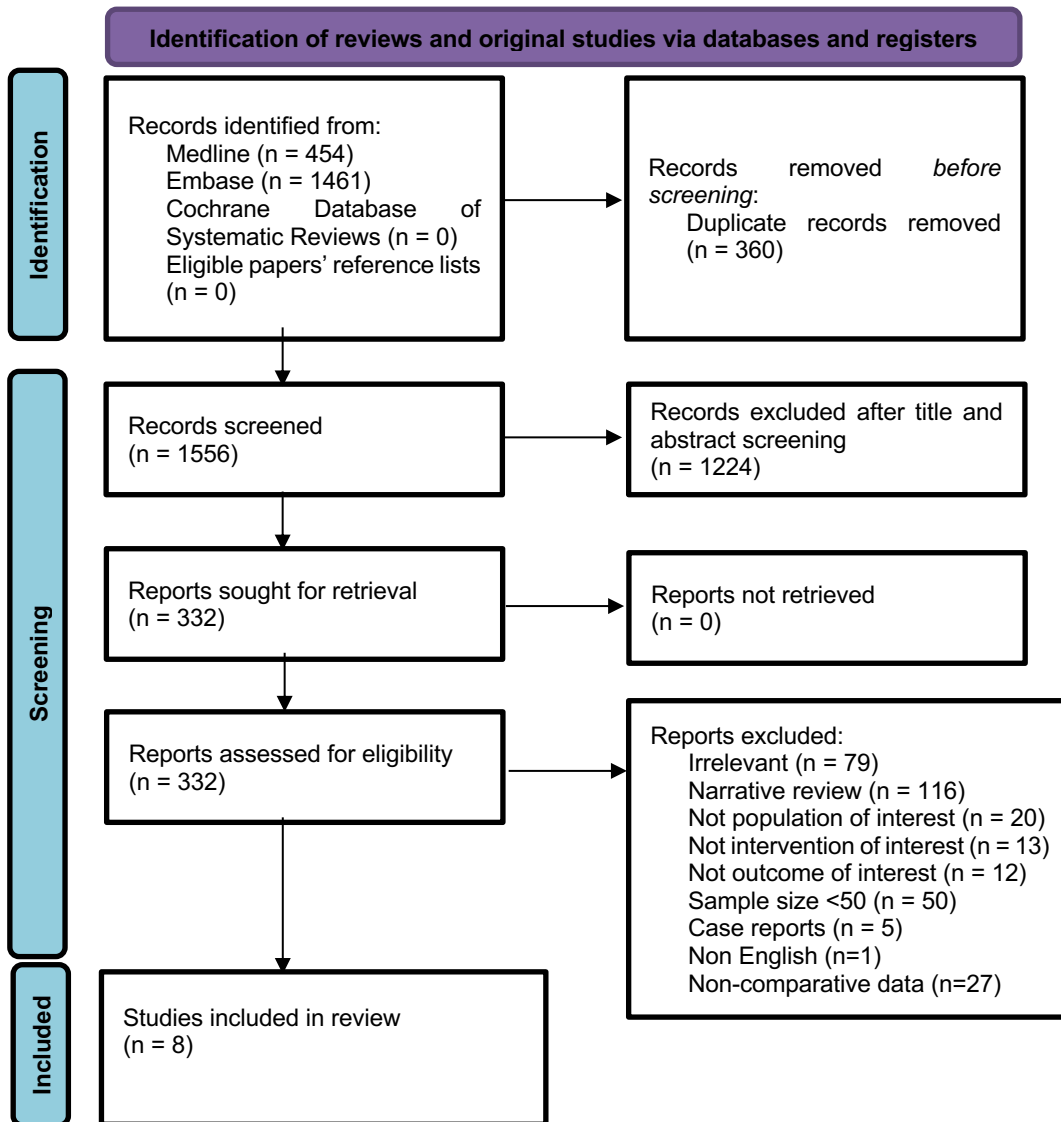 Identification of reviews and original studies via databases and registers
Identification
Records identified from:
Medline (n = 454)
Embase (n = 1461)
Cochrane Database of
Systematic Reviews (n = 0)
Eligible papers’ reference lists
(n = 0)
Records removed before
screening:
Duplicate records removed
(n = 360)
Screening
Records screened
(n = 1556)
Records excluded after title and
abstract screening
(n = 1224)
Reports sought for retrieval
(n = 332)
Reports not retrieved
(n = 0)
Reports assessed for eligibility
(n = 332)
Reports excluded:
Irrelevant (n = 79)
Narrative review (n = 116)
Not population of interest (n = 20)
Not intervention of interest (n = 13)
Not outcome of interest (n = 12)
Sample size <50 (n = 50)
Case reports (n = 5)
Non English (n=1)
Non-comparative data (n=27)
Included
Studies included in review
(n = 8)